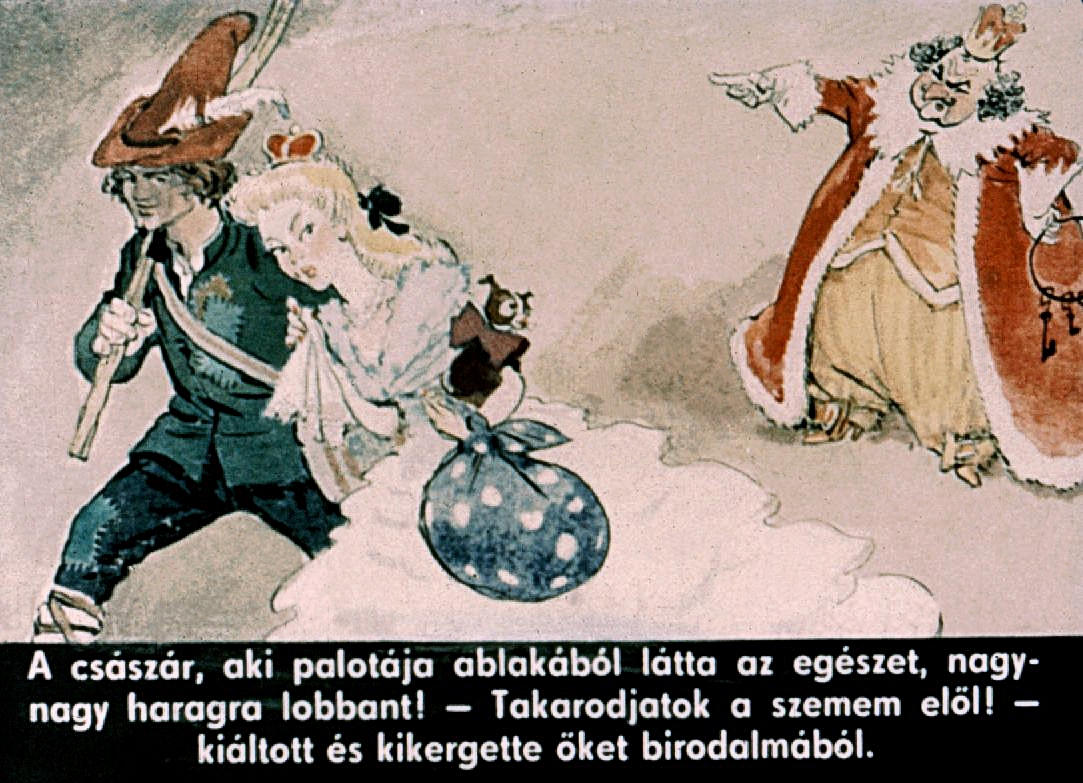 A császár, aki palotája ablakából látta az egészet, nagy-
nagy haragra lobbant! — Takarodjatok a szemem elől! —
kiáltott és kikergette őket birodalmából.